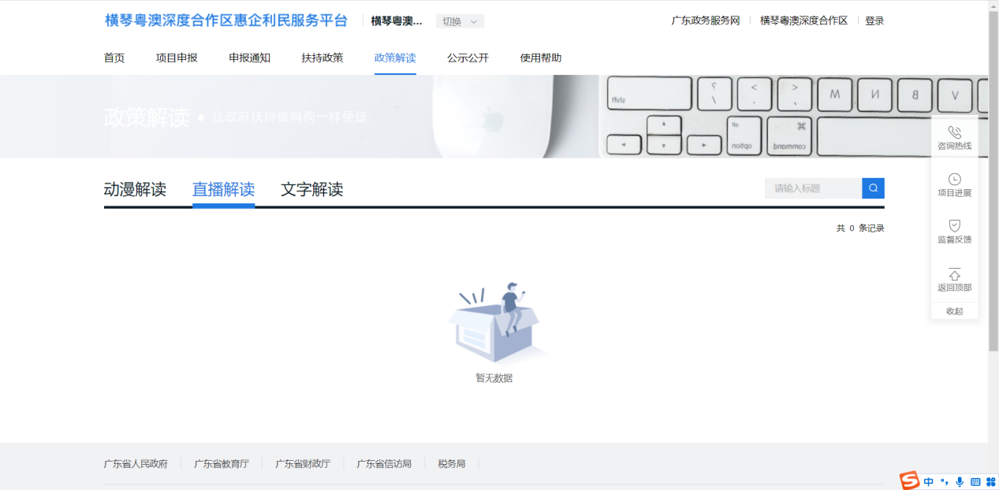 横琴粤澳深度合作区惠企利民服务平台 横琴粤澳... 切换 广东政务服务网 横琴粤澳深度合作区 登录
首页 项目申报 申报通知 扶持政策 政策解读 公示公开 使用帮助
政策解读 • 让政府扶持像网购一样便捷
shift ? / > . < , M N B V
option ⌘ command
alt
咨询热线
项目进展
监督反馈
返回顶部
收起
动漫解读 直播解读 文字解读 请输入标题
共 0 条记录
暂无数据
广东省人民政府 广东省教育厅 广东省财政厅 广东省信访局 税务局
S 中 °,